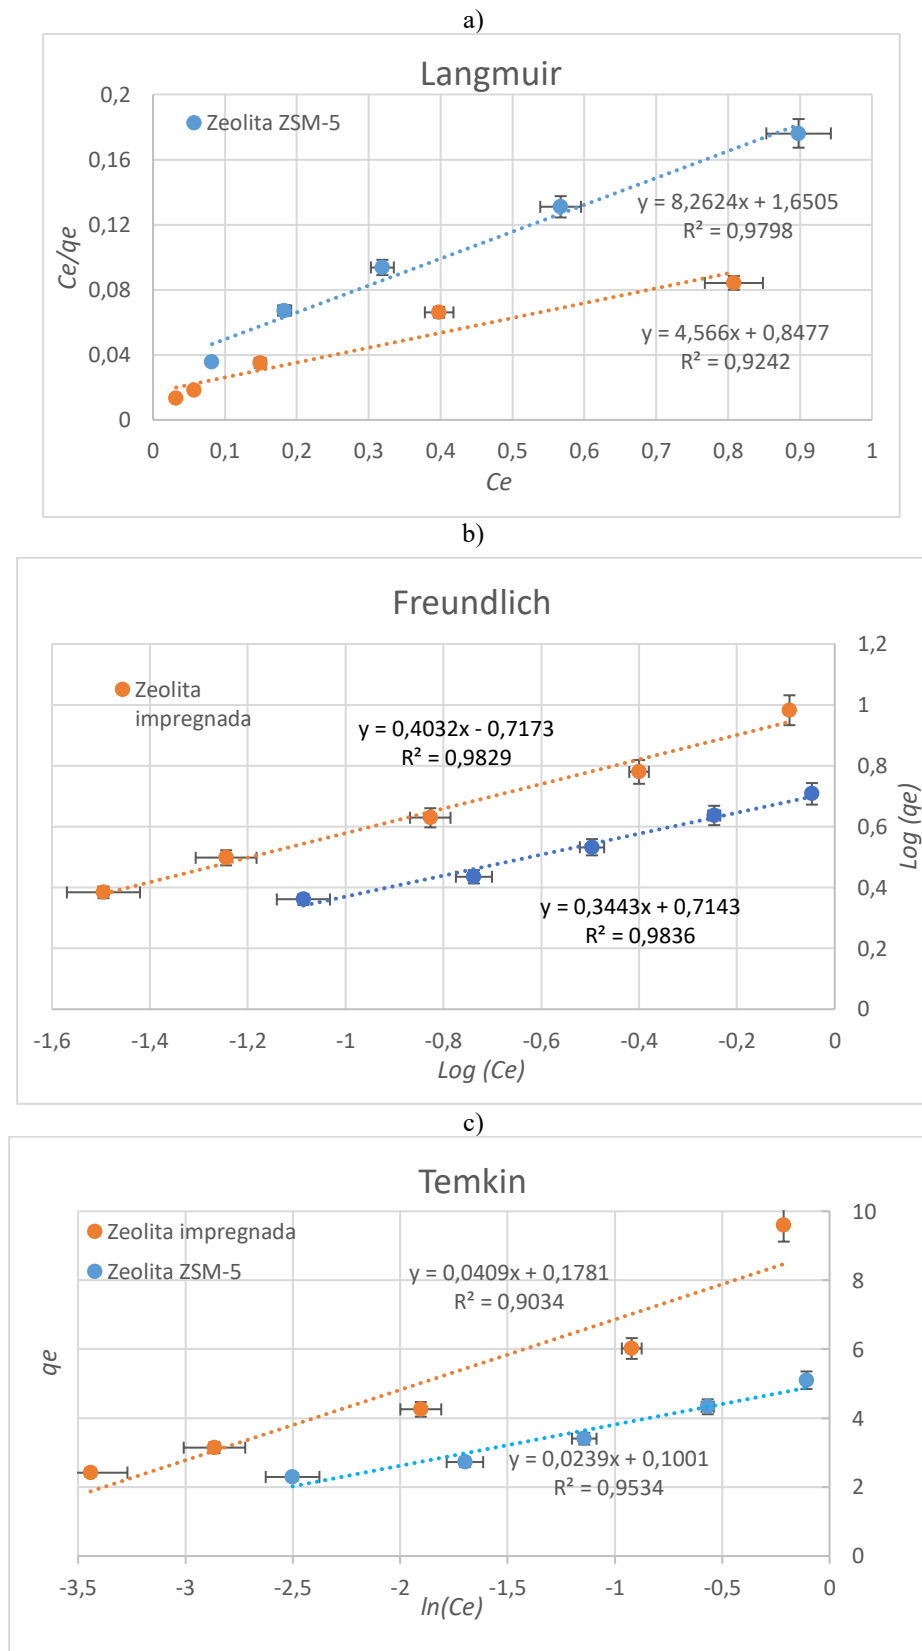 a)
Langmuir
0,2
Zeolita ZSM-5
0,16
y = 8,2624x + 1,6505
R² = 0,9798
0,12
Ce/qe
0,08
y = 4,566x + 0,8477
R² = 0,9242
0,04
0
0 0,1 0,2 0,3 0,4 0,5 0,6 0,7 0,8 0,9 1
Ce
b)
Freundlich
1,2
Zeolita
impregnada
1
y = 0,4032x - 0,7173
R² = 0,9829
0,8
Log (qe)
0,6
0,4
y = 0,3443x + 0,7143
R² = 0,9836
0,2
0
-1,6 -1,4 -1,2 -1 -0,8 -0,6 -0,4 -0,2 0
Log (Ce)
c)
Temkin
10
Zeolita impregnada
Zeolita ZSM-5
y = 0,0409x + 0,1781
R² = 0,9034
8
qe
6
4
y = 0,0239x + 0,1001
R² = 0,9534
2
0
-3,5 -3 -2,5 -2 -1,5 -1 -0,5 0
ln(Ce)